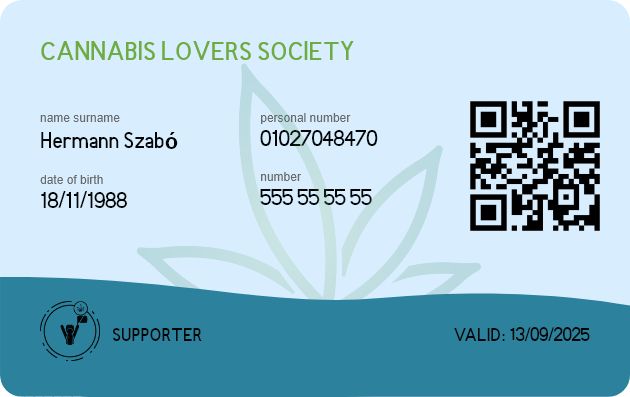 CANNABIS LOVERS SOCIETY
name surname
Hermann Szabó
personal number
01027048470
date of birth
18/11/1988
number
555 55 55 55
SUPPORTER
VALID: 13/09/2025